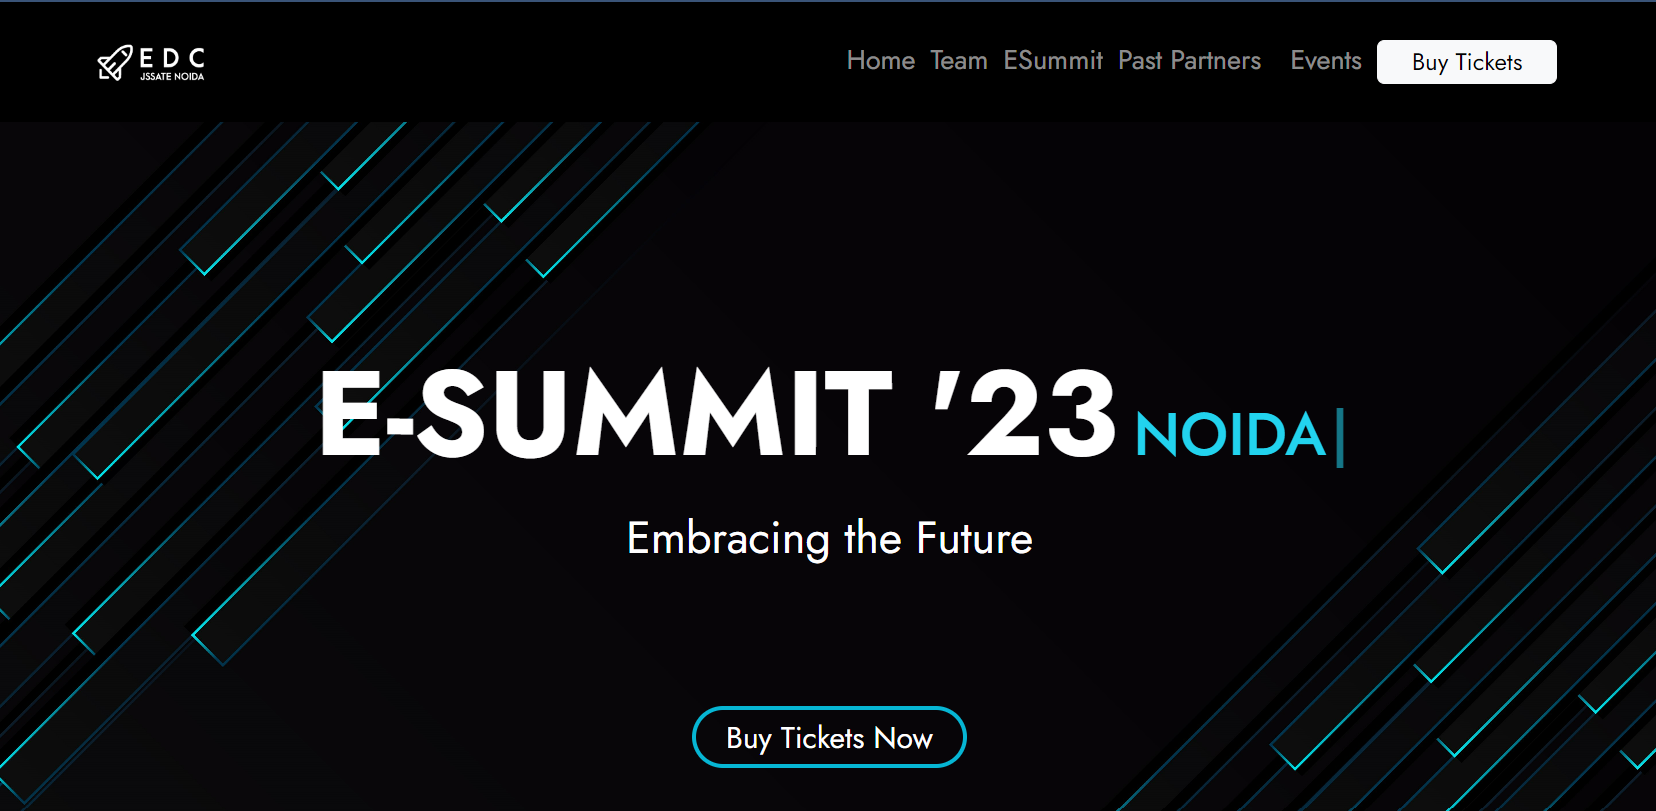 E D C
JSSATE NOIDA
Home Team ESummit Past Partners Events Buy Tickets
E-SUMMIT '23 NOIDA
Embracing the Future
Buy Tickets Now